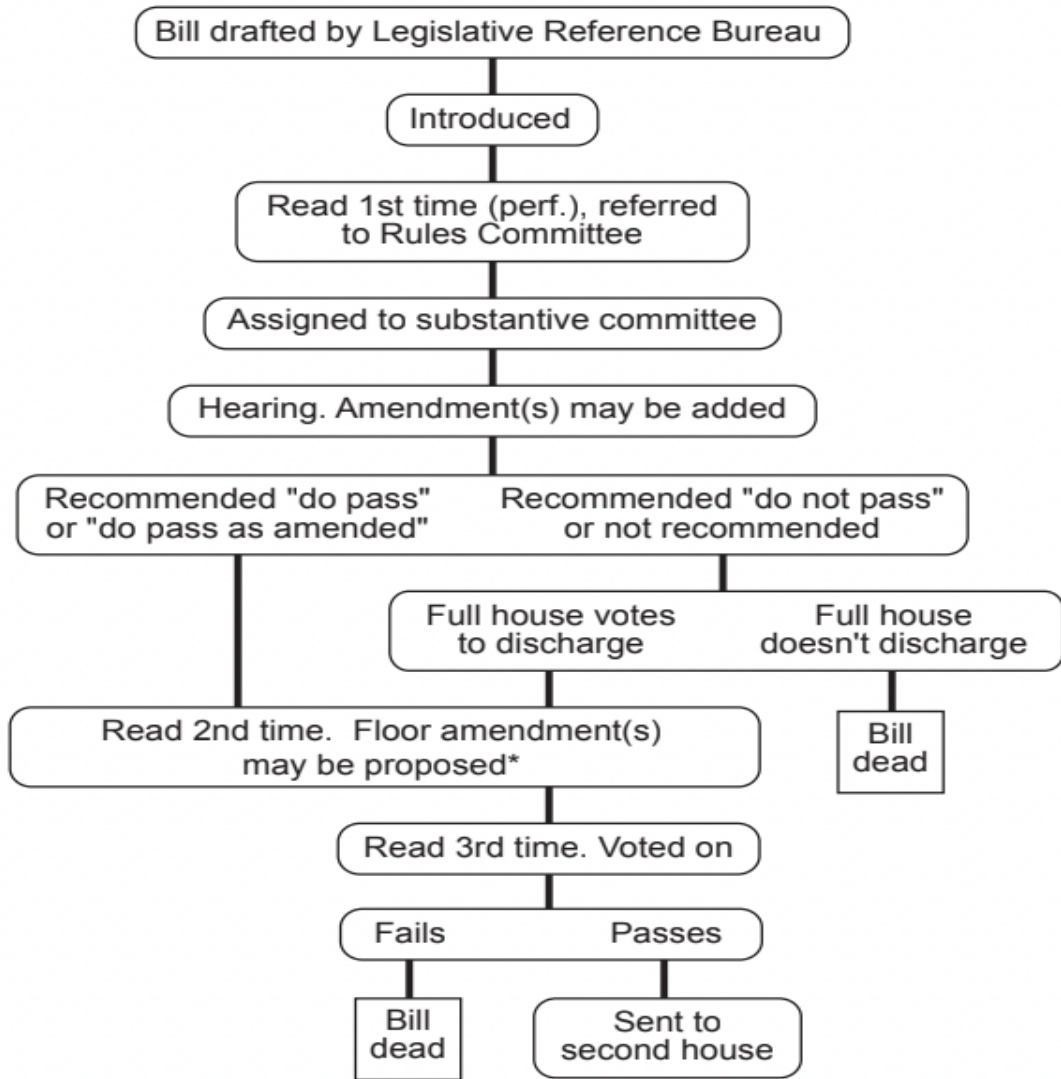 Bill drafted by Legislative Reference Bureau
Introduced
Read 1st time (perf.), referred
to Rules Committee
Assigned to substantive committee
Hearing. Amendment(s) may be added
Recommended "do pass"
or "do pass as amended"
Recommended "do not pass"
or not recommended
Full house votes
to discharge
Full house
doesn't discharge
Read 2nd time.  Floor amendment(s)
may be proposed*
Bill
dead
Read 3rd time. Voted on
Fails
Passes
Bill
dead
Sent to
second house